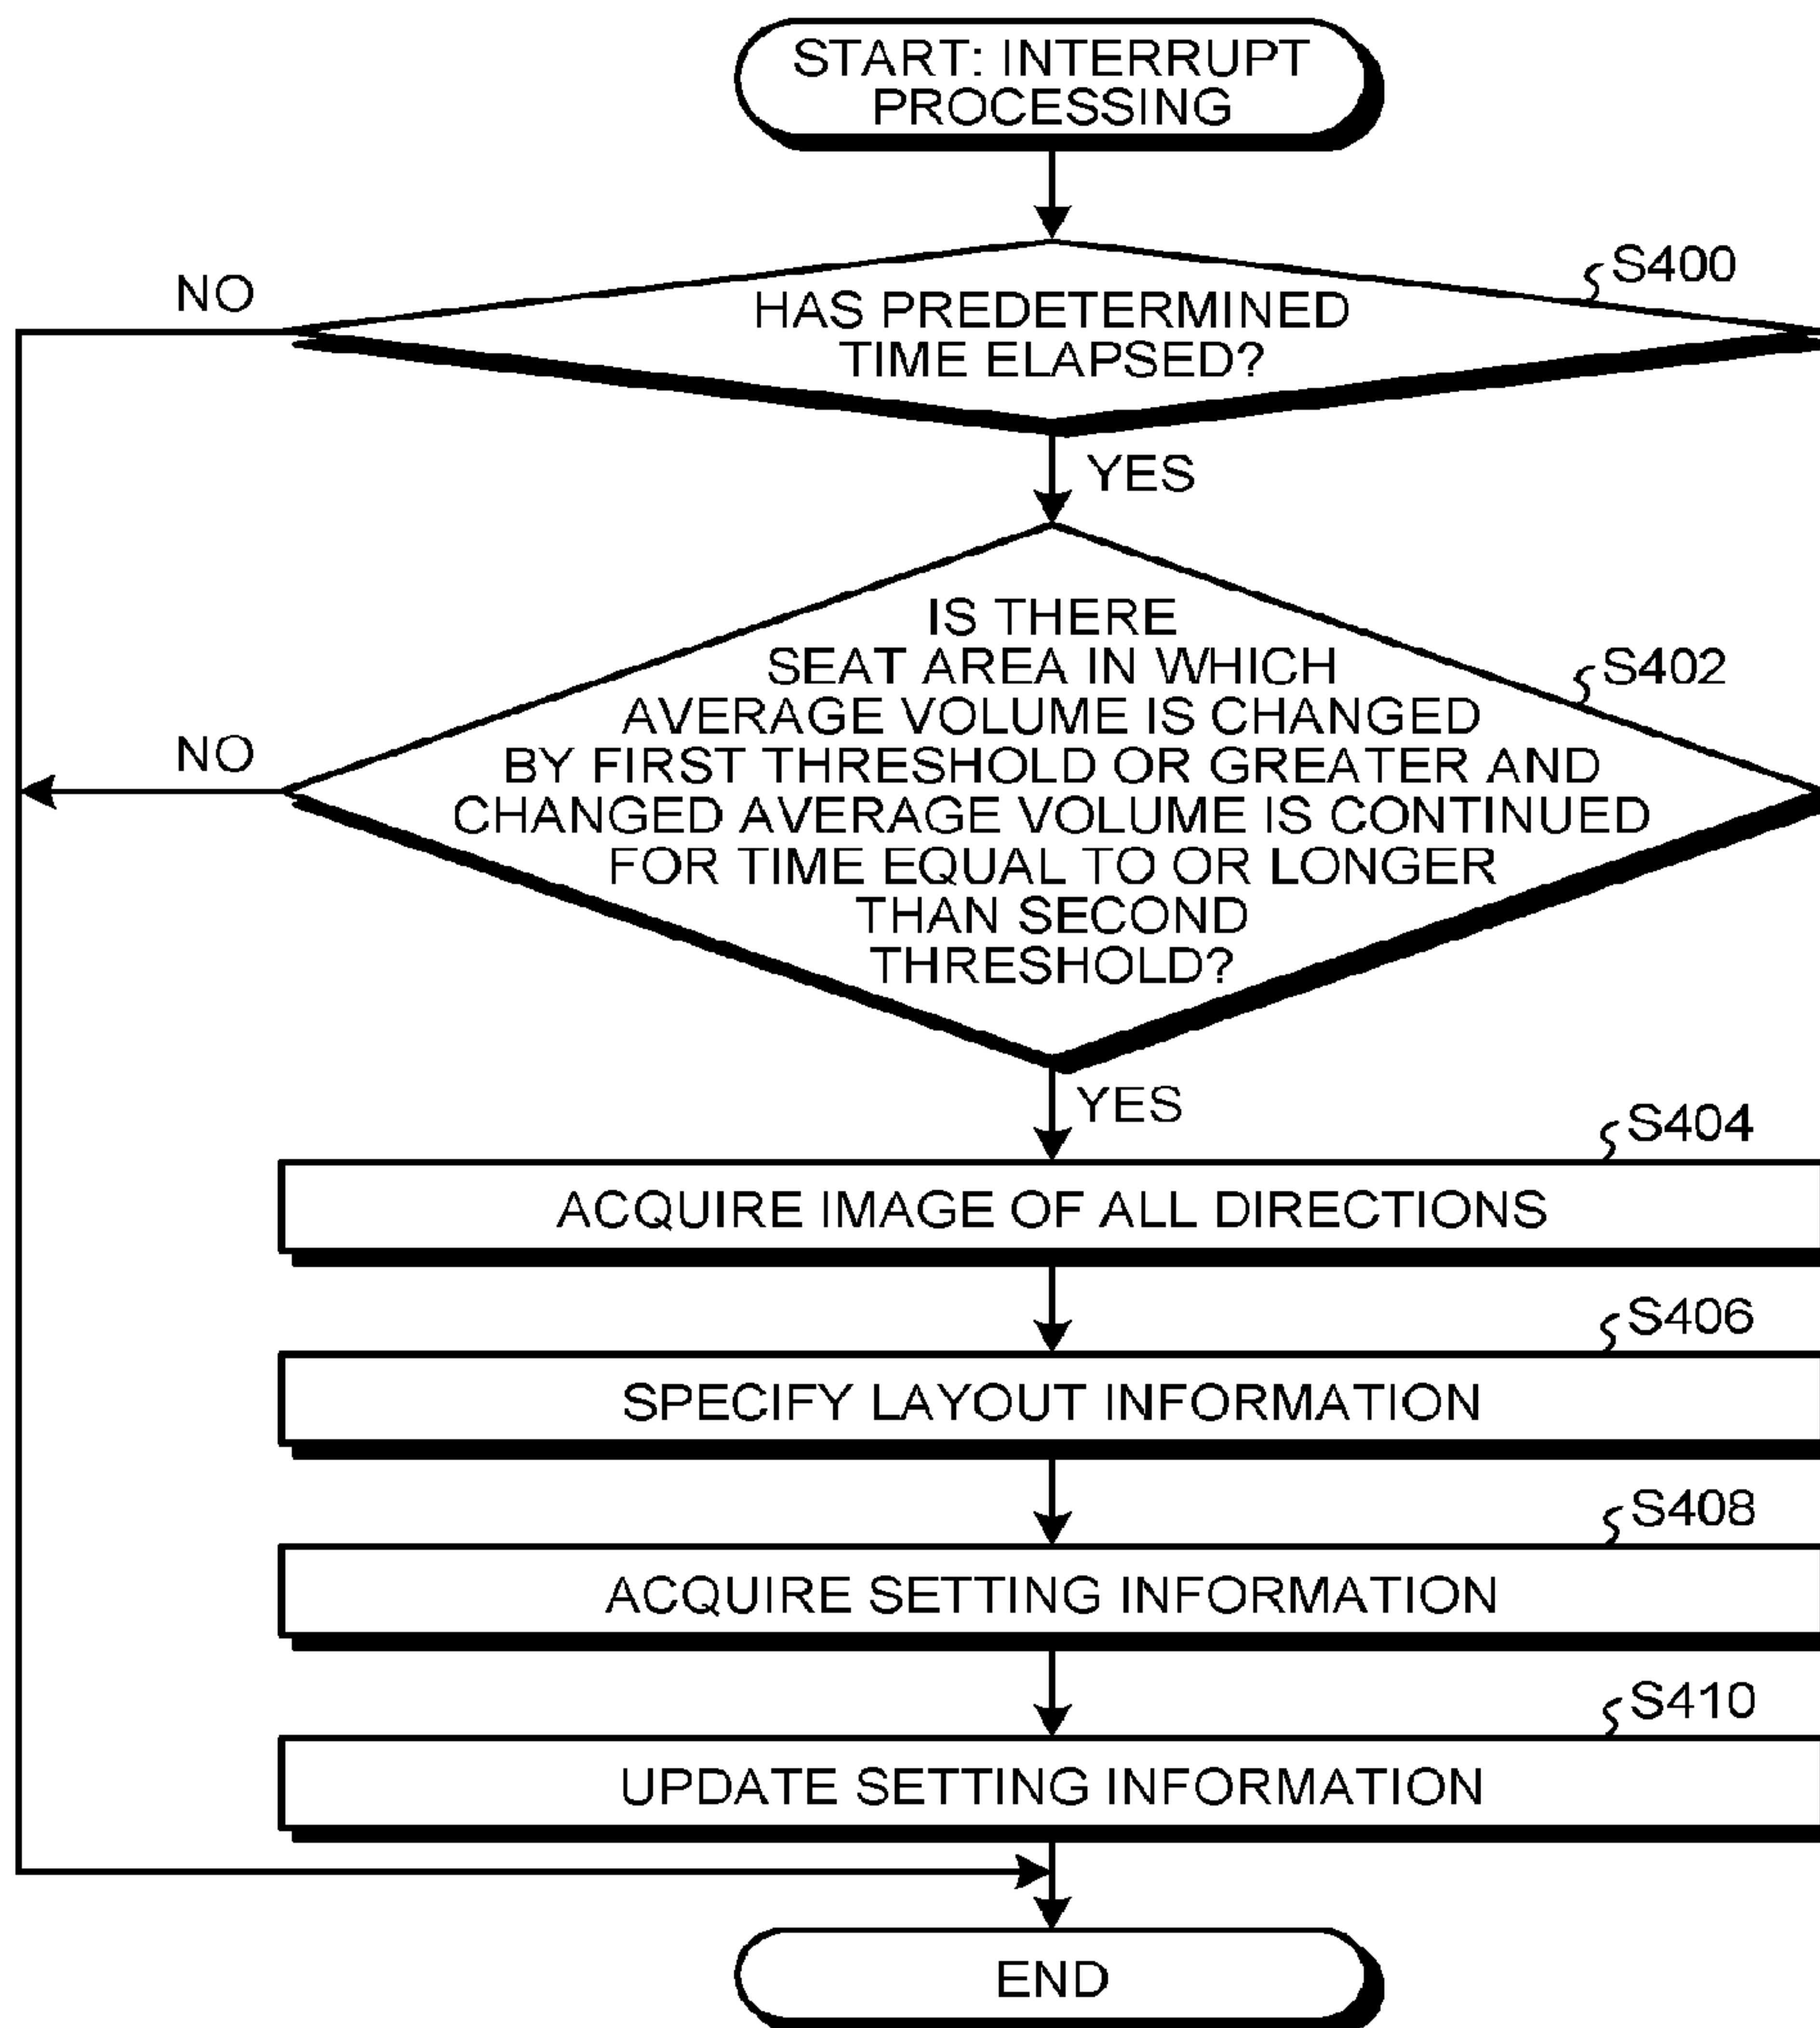 START: INTERRUPT
PROCESSING
S400
NO
HAS PREDETERMINED
TIME ELAPSED?
YES
IS THERE
SEAT AREA IN WHICH
S402
AVERAGE VOLUME IS CHANGED
NO
BY FIRST THRESHOLD OR GREATER AND
CHANGED AVERAGE VOLUME IS CONTINUED
FOR TIME EQUAL TO OR LONGER
THAN SECOND
THRESHOLD?
YES
S404
ACQUIRE IMAGE OF ALL DIRECTIONS
S406
SPECIFY LAYOUT INFORMATION
S408
ACQUIRE SETTING INFORMATION
S410
UPDATE SETTING INFORMATION
END